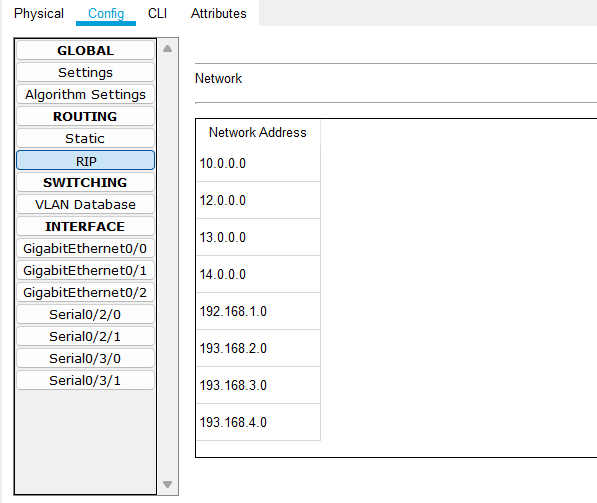 Physical Config CLI Attributes
GLOBAL
Settings
Algorithm Settings
ROUTING
Static
RIP
SWITCHING
VLAN Database
INTERFACE
GigabitEthernet0/0
GigabitEthernet0/1
GigabitEthernet0/2
Serial0/2/0
Serial0/2/1
Serial0/3/0
Serial0/3/1
Network
Network Address
10.0.0.0
12.0.0.0
13.0.0.0
14.0.0.0
192.168.1.0
193.168.2.0
193.168.3.0
193.168.4.0